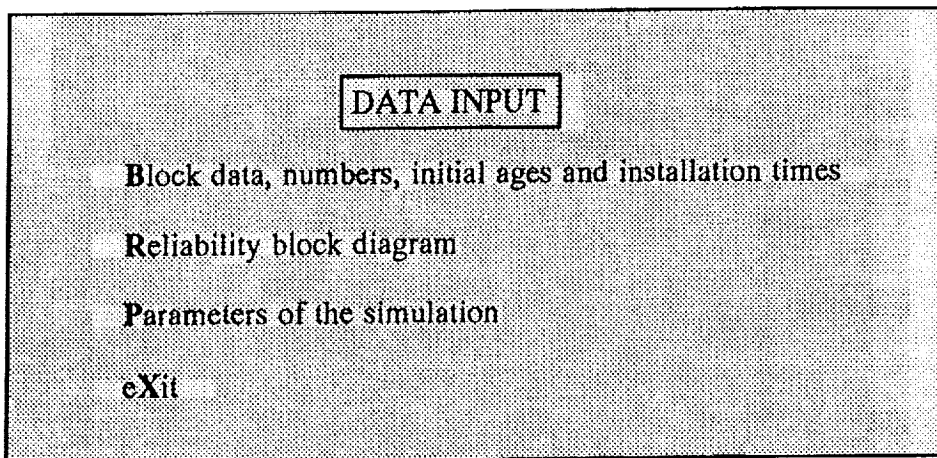 DATA INPUT
Block data, numbers, initial ages and installation times
Reliability block diagram
Parameters of the simulation
eXit